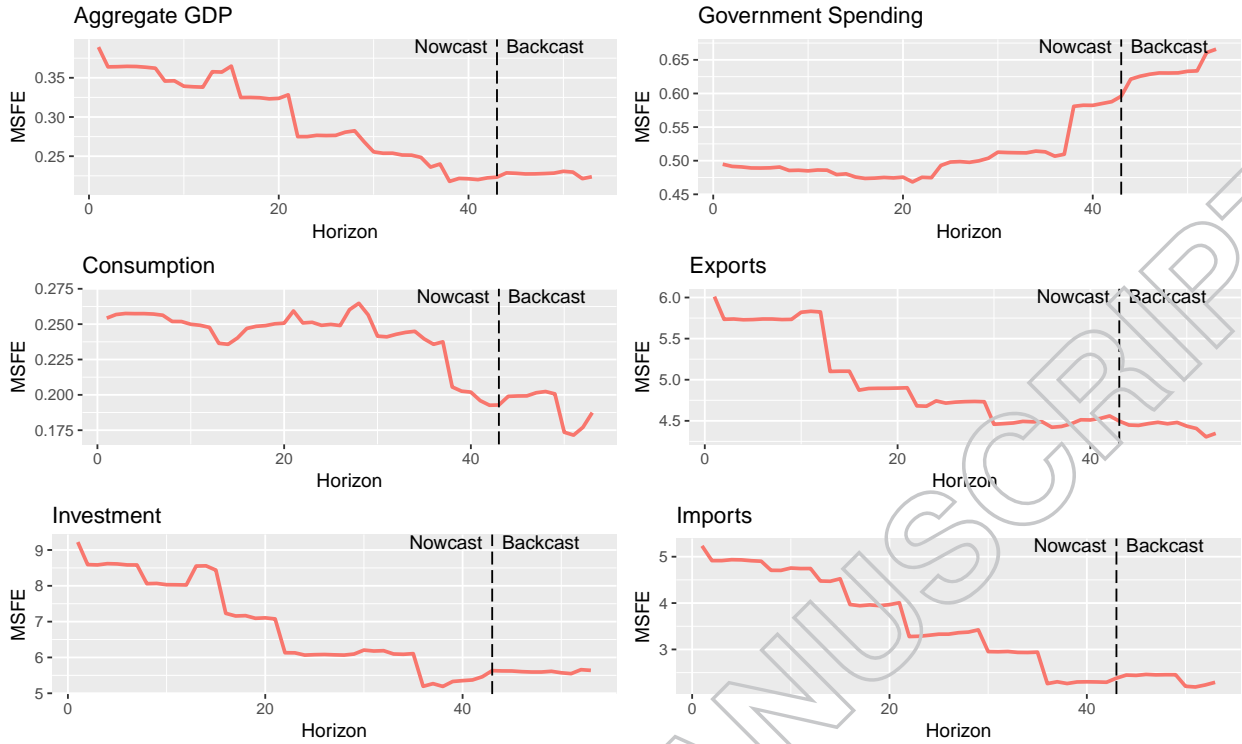 Aggregate GDP
Nowcast Backcast
MSFE
0.35
0.30
0.25
0 20 40
Horizon
Government Spending
Nowcast Backcast
MSFE
0.65
0.60
0.55
0.50
0.45
0 20 40
Horizon
Consumption
Nowcast Backcast
MSFE
0.275
0.250
0.225
0.200
0.175
0 20 40
Horizon
Exports
Nowcast Backcast
MSFE
6.0
5.5
5.0
4.5
0 20 40
Horizon
Investment
Nowcast Backcast
MSFE
9
8
7
6
5
0 20 40
Horizon
Imports
Nowcast Backcast
MSFE
5
4
3
0 20 40
Horizon
NUSCRIPT